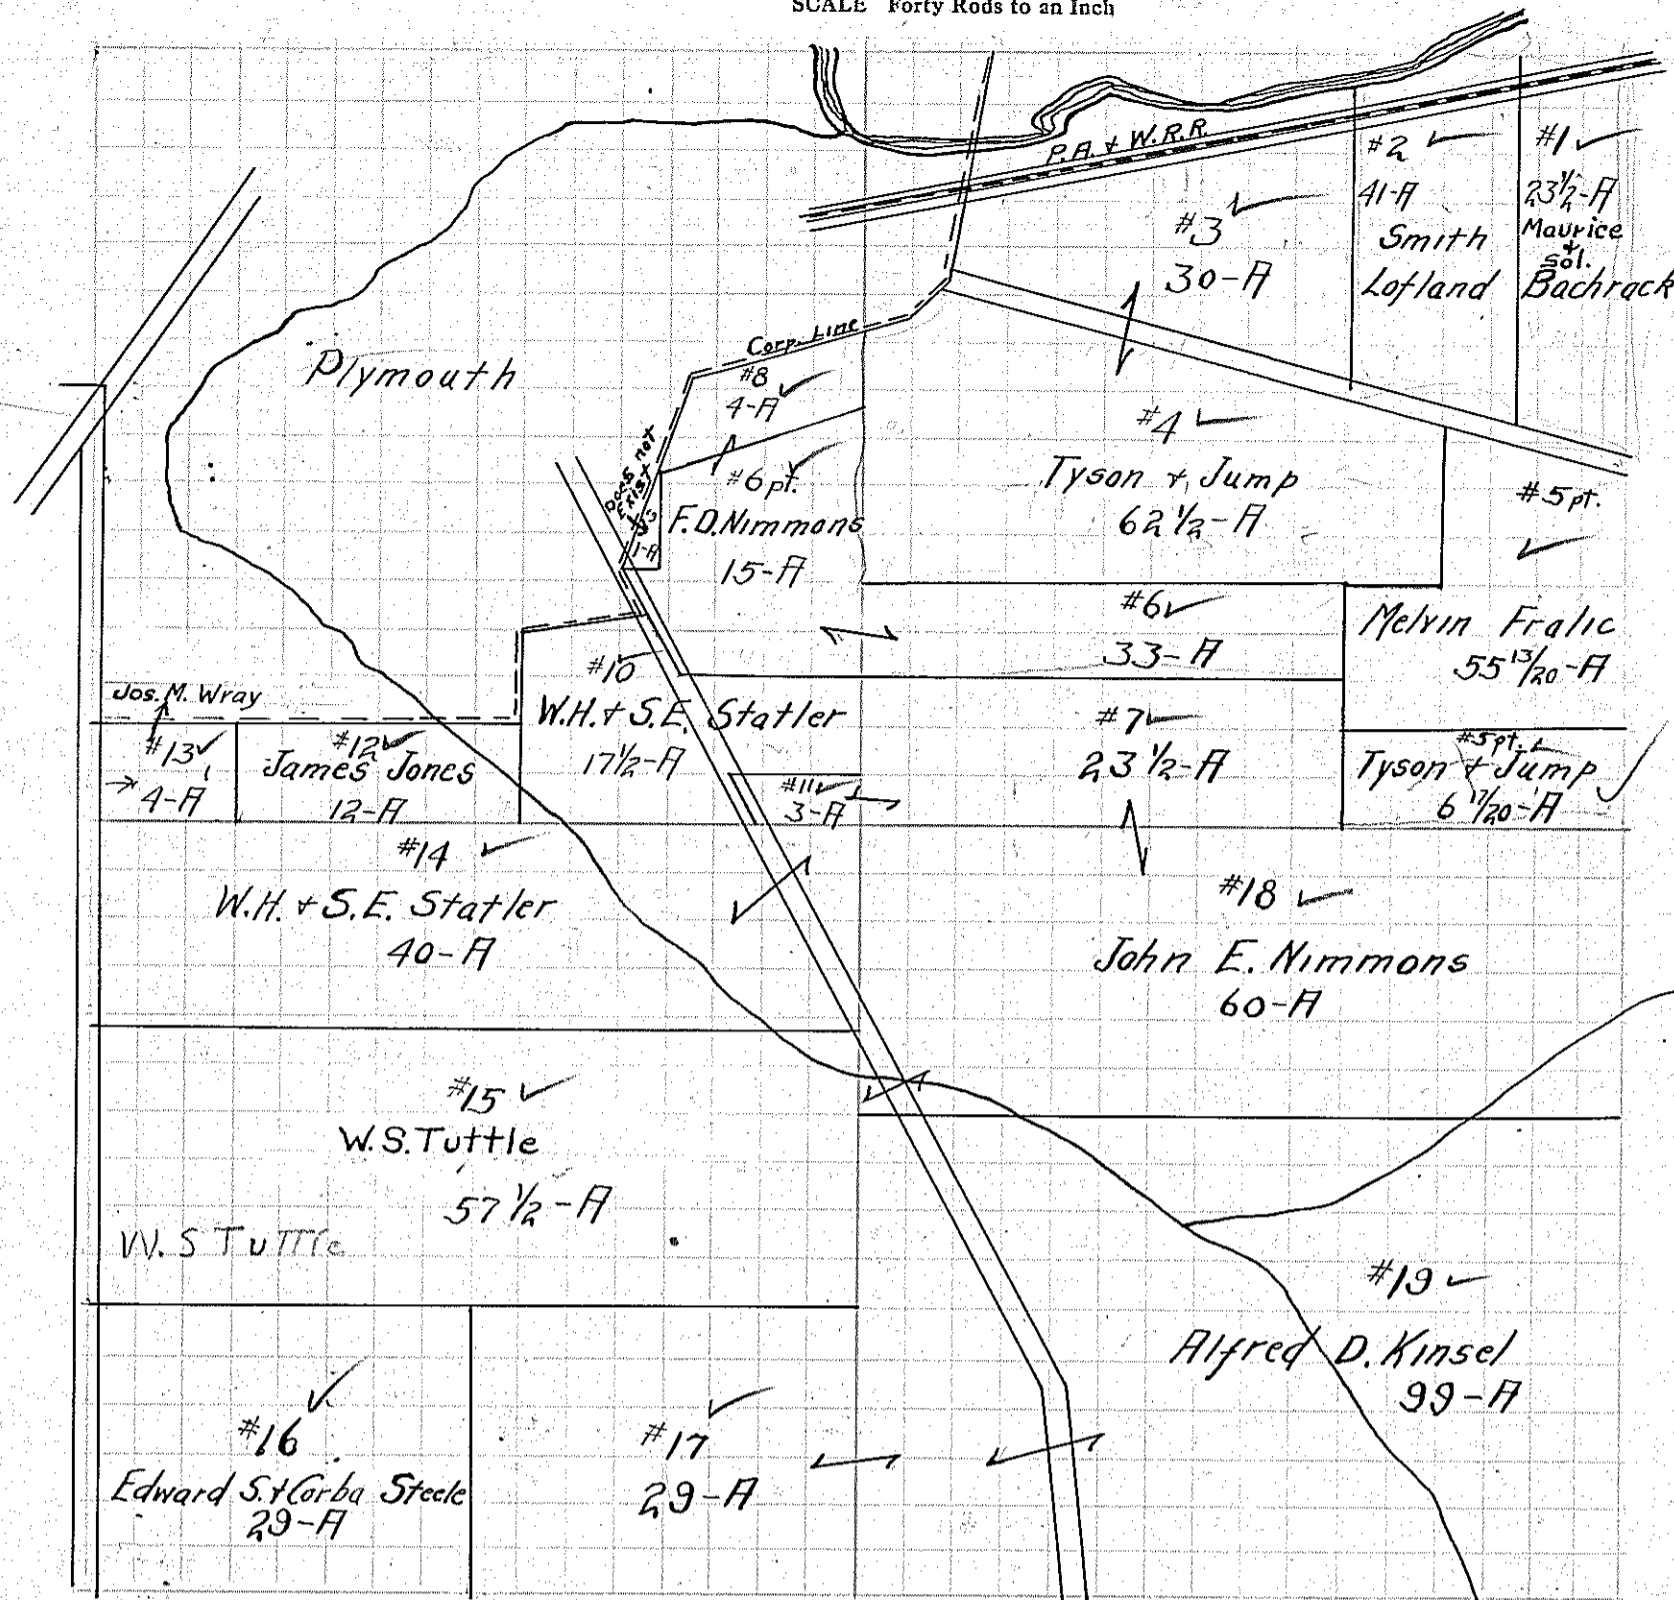 SCALE Forty Rods to an Inch
P.A. & W.R.R.
#1
23½-A
Maurice
&
Sol.
Bachrack
#2
41-A
Smith
Lofland
#3
30-A
Corp. Line
Plymouth
#8
4-A
#4
Tyson & Jump
62½-A
Does not
Exist
1-A
#6 pt.
F.D. Nimmons
15-A
#5 pt.
Melvin Fralic
55 13/20-A
#6
33-A
#10
W.H. & S.E. Statler
17½-A
#7
23½-A
Jos. M. Wray
#13
4-A
#12
James Jones
12-A
#11
3-A
#5 pt.
Tyson & Jump
6 17/20-A
#14
W.H. & S.E. Statler
40-A
#18
John E. Nimmons
60-A
#15
W.S. Tuttle
57½-A
W. S Tuttle
#19
Alfred D. Kinsel
99-A
#16
Edward S. & Corba Steele
29-A
#17
29-A